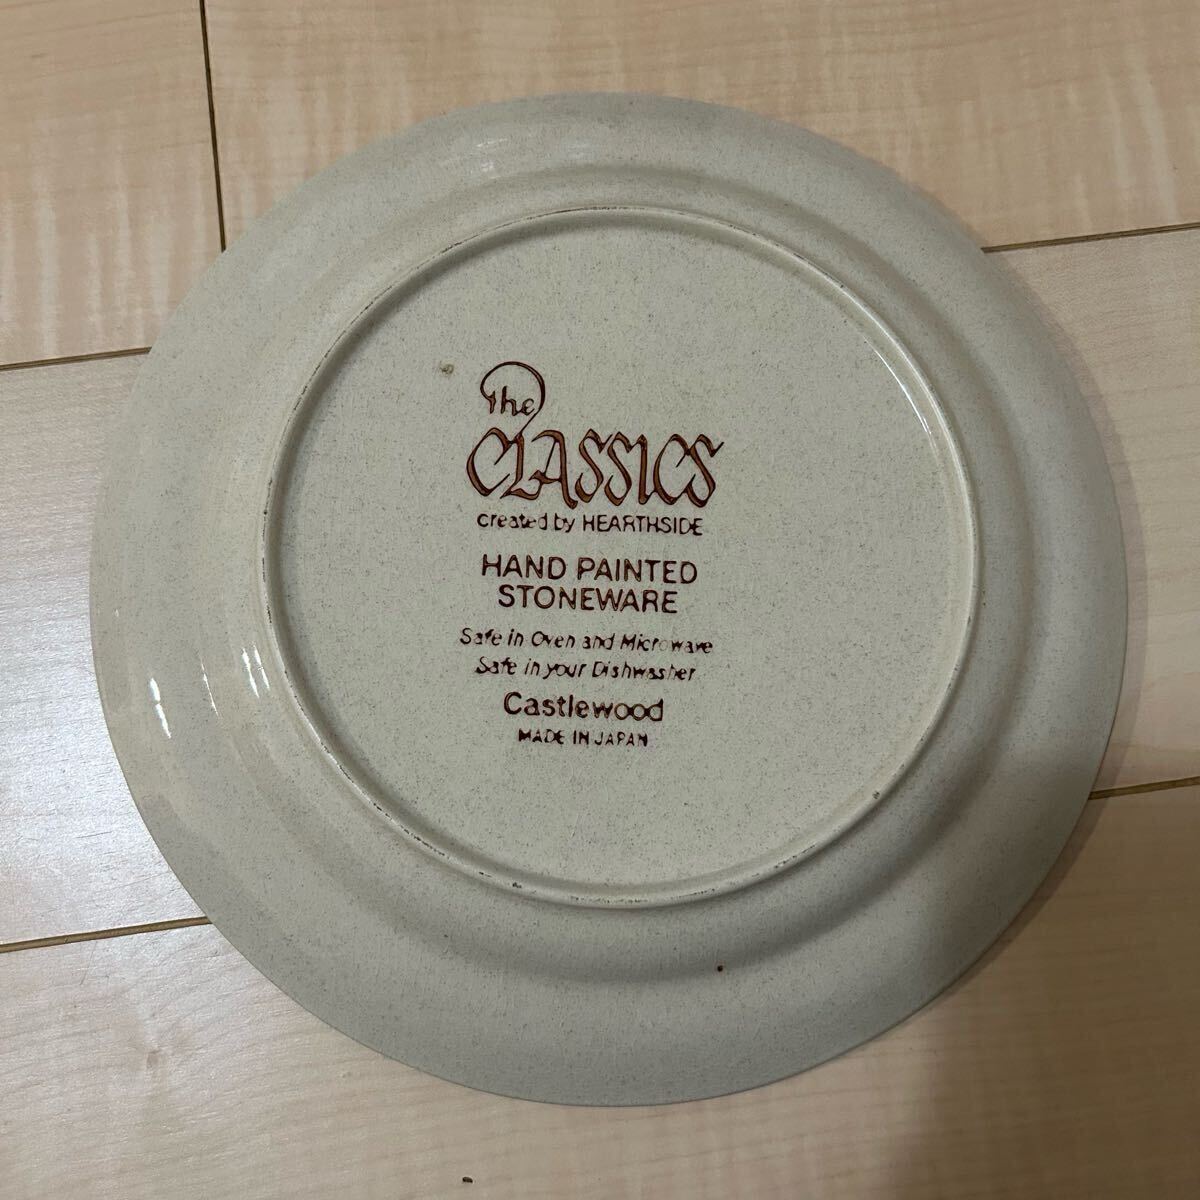 The
CLASSICS
created by HEARTHSIDE
HAND PAINTED
STONEWARE
Safe in Oven and Microwave
Safe in your Dishwasher
Castlewood
MADE IN JAPAN